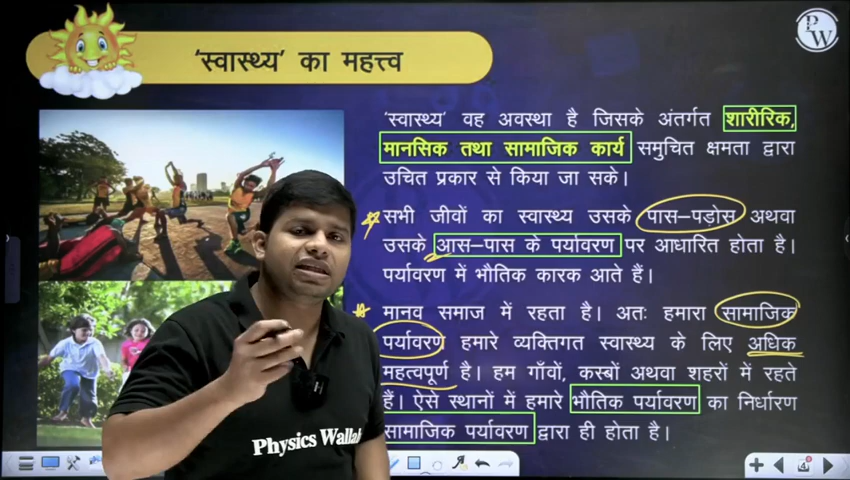 'स्वास्थ्य' का महत्त्व
PW
'स्वास्थ्य' वह अवस्था है जिसके अंतर्गत शारीरिक,
मानसिक तथा सामाजिक कार्य समुचित क्षमता द्वारा
उचित प्रकार से किया जा सके।
सभी जीवों का स्वास्थ्य उसके पास–पड़ोस अथवा
उसके आस–पास के पर्यावरण पर आधारित होता है।
पर्यावरण में भौतिक कारक आते हैं।
मानव समाज में रहता है। अतः हमारा सामाजिक
पर्यावरण हमारे व्यक्तिगत स्वास्थ्य के लिए अधिक
महत्वपूर्ण है। हम गाँवों, कस्बों अथवा शहरों में रहते
हैं। ऐसे स्थानों में हमारे भौतिक पर्यावरण का निर्धारण
सामाजिक पर्यावरण द्वारा ही होता है।
Physics Wallah